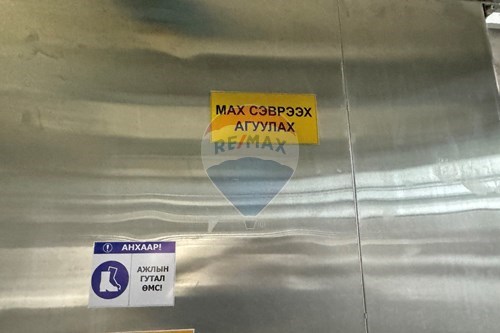 МАХ СЭВРЭЭХ
АГУУЛАХ
RE/MAX
АНХААР!
АЖЛЫН
ГУТАЛ
ӨМС!